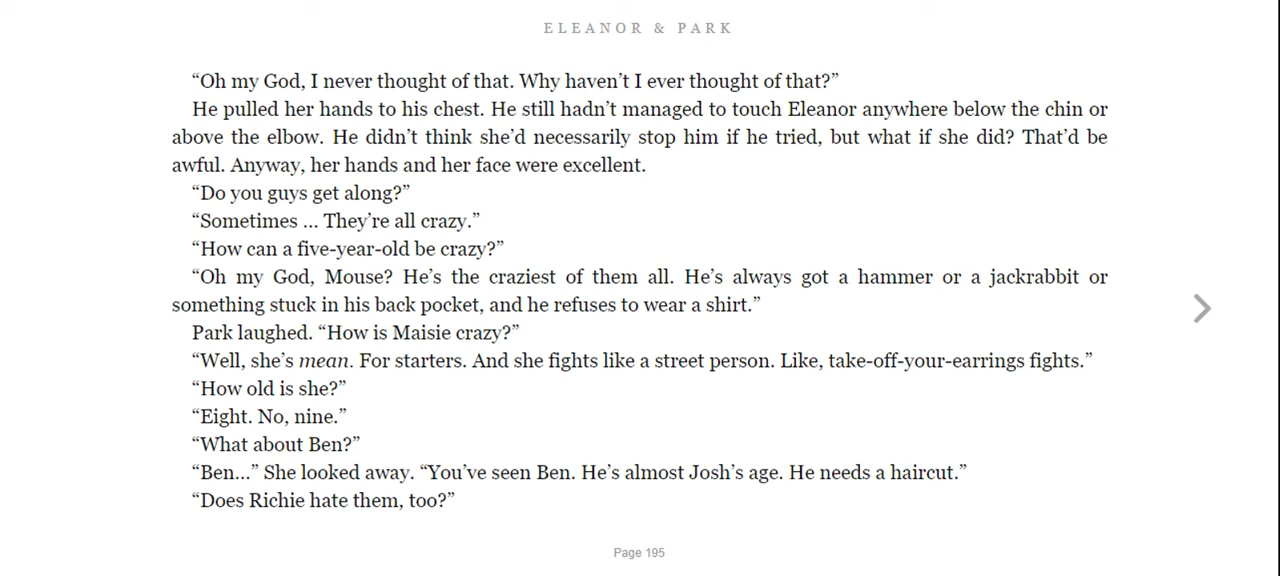 ELEANOR & PARK
“Oh my God, I never thought of that. Why haven’t I ever thought of that?”
He pulled her hands to his chest. He still hadn’t managed to touch Eleanor anywhere below the chin or
above the elbow. He didn’t think she’d necessarily stop him if he tried, but what if she did? That’d be
awful. Anyway, her hands and her face were excellent.
“Do you guys get along?”
“Sometimes ... They’re all crazy.”
“How can a five-year-old be crazy?”
“Oh my God, Mouse? He’s the craziest of them all. He’s always got a hammer or a jackrabbit or
something stuck in his back pocket, and he refuses to wear a shirt.”
Park laughed. “How is Maisie crazy?”
“Well, she’s mean. For starters. And she fights like a street person. Like, take-off-your-earrings fights.”
“How old is she?”
“Eight. No, nine.”
“What about Ben?”
“Ben...” She looked away. “You’ve seen Ben. He’s almost Josh’s age. He needs a haircut.”
“Does Richie hate them, too?”
Page 195